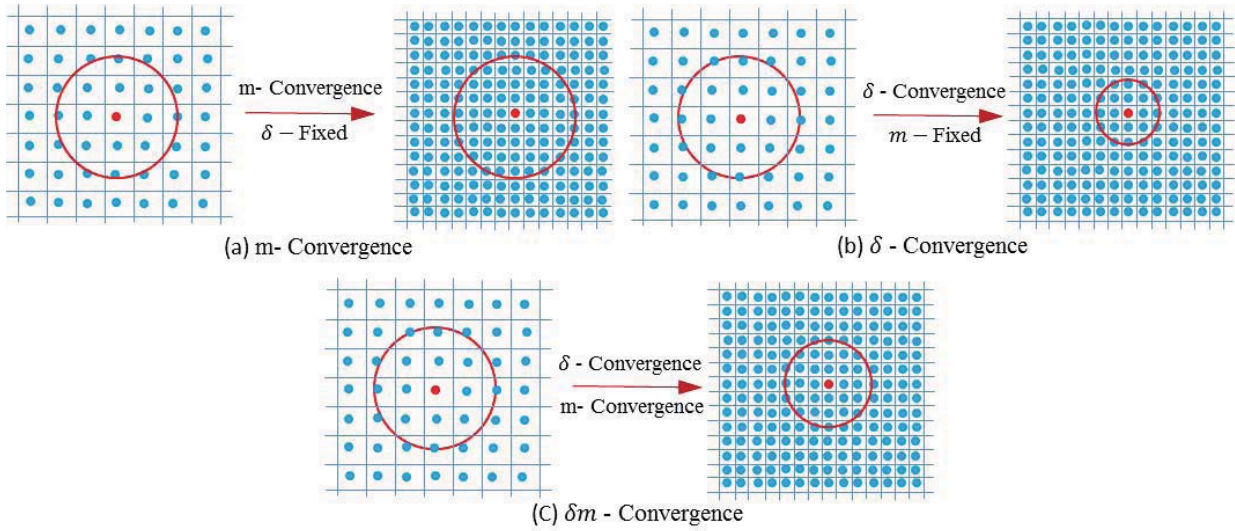 m- Convergence
δ – Fixed
δ - Convergence
m – Fixed
(a) m- Convergence
(b) δ - Convergence
δ - Convergence
m- Convergence
(C) δm - Convergence